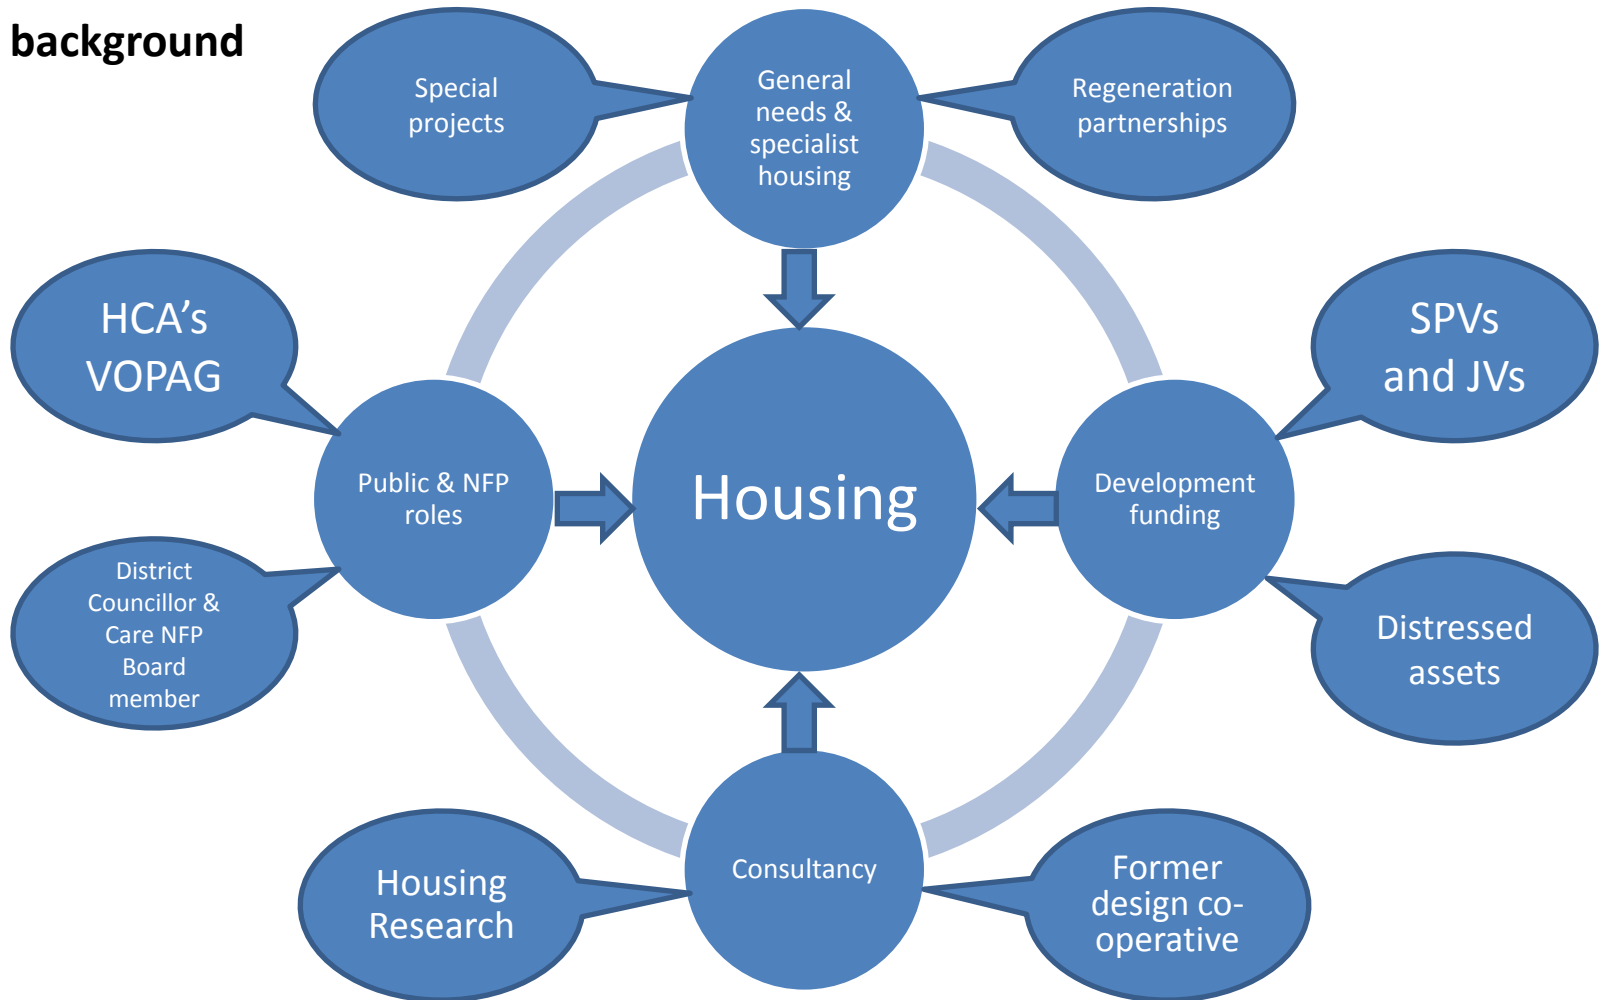 background
Special
projects
General
needs &
specialist
housing
Regeneration
partnerships
HCA's
VOPAG
SPVs
and JVs
Public & NFP
roles
Housing
Development
funding
District
Councillor &
Care NFP
Board
member
Distressed
assets
Housing
Research
Consultancy
Former
design co-
operative